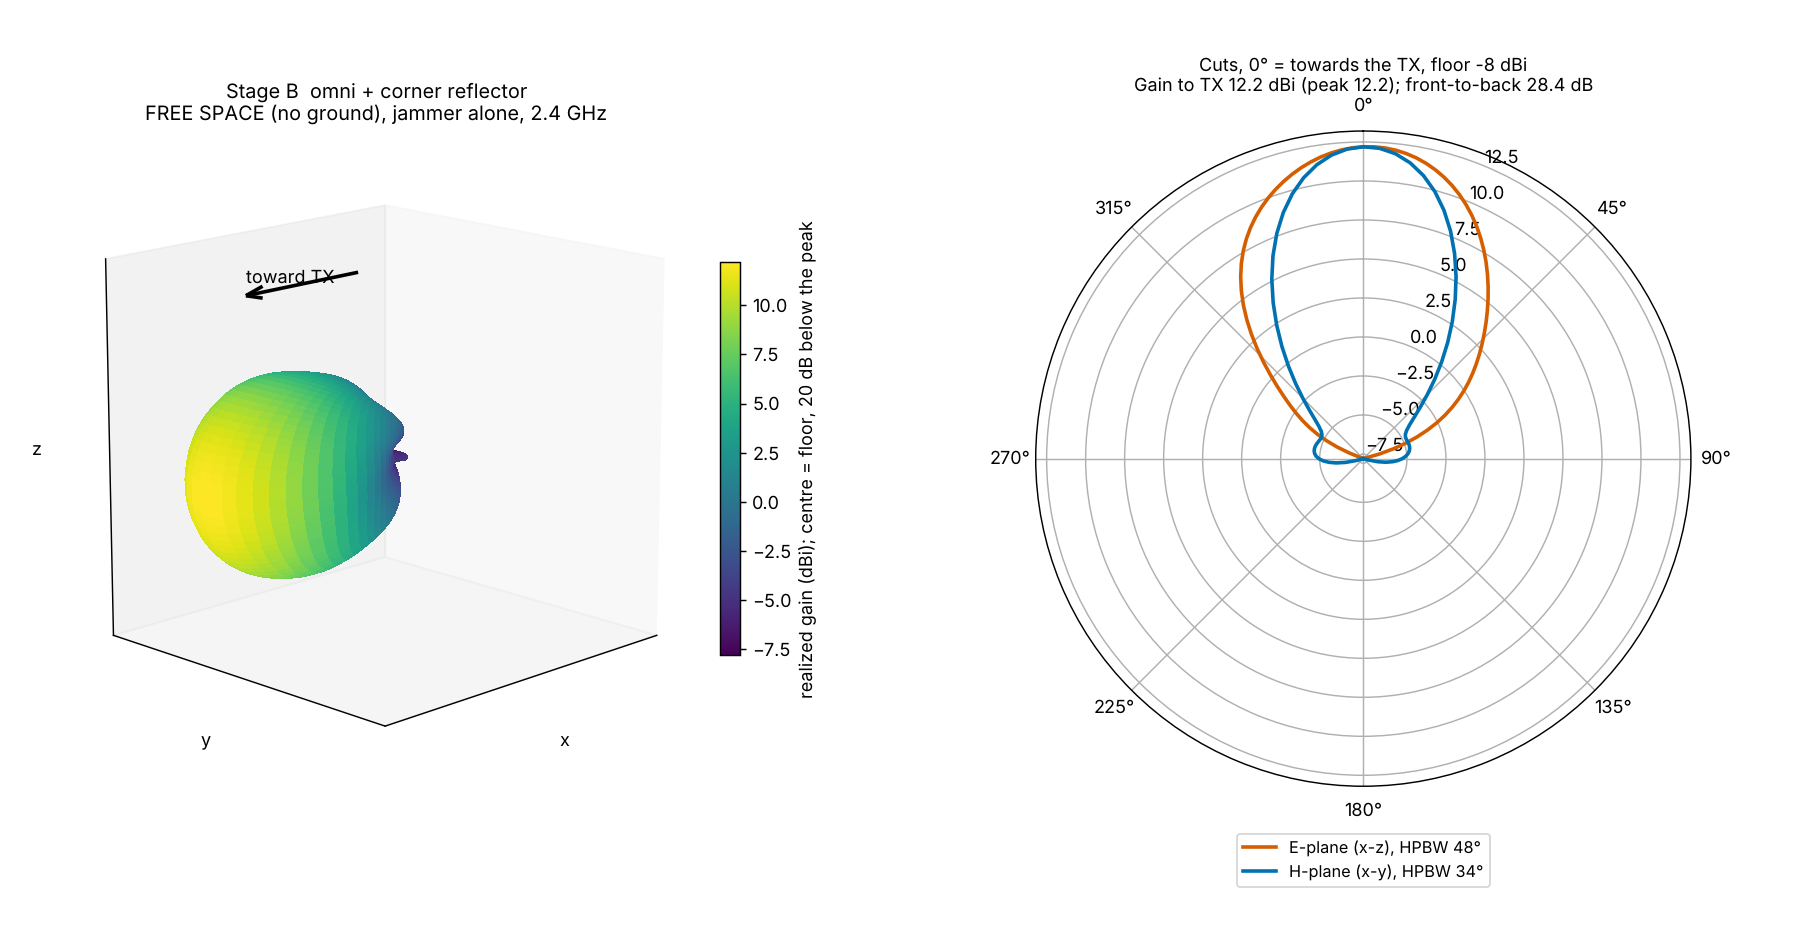 Stage B  omni + corner reflector
FREE SPACE (no ground), jammer alone, 2.4 GHz
toward TX
z
y
x
10.0
7.5
5.0
2.5
0.0
−2.5
−5.0
−7.5
realized gain (dBi); centre = floor, 20 dB below the peak
Cuts, 0° = towards the TX, floor -8 dBi
Gain to TX 12.2 dBi (peak 12.2); front-to-back 28.4 dB
0°
45°
90°
135°
180°
225°
270°
315°
12.5
10.0
7.5
5.0
2.5
0.0
−2.5
−5.0
−7.5
E-plane (x-z), HPBW 48°
H-plane (x-y), HPBW 34°